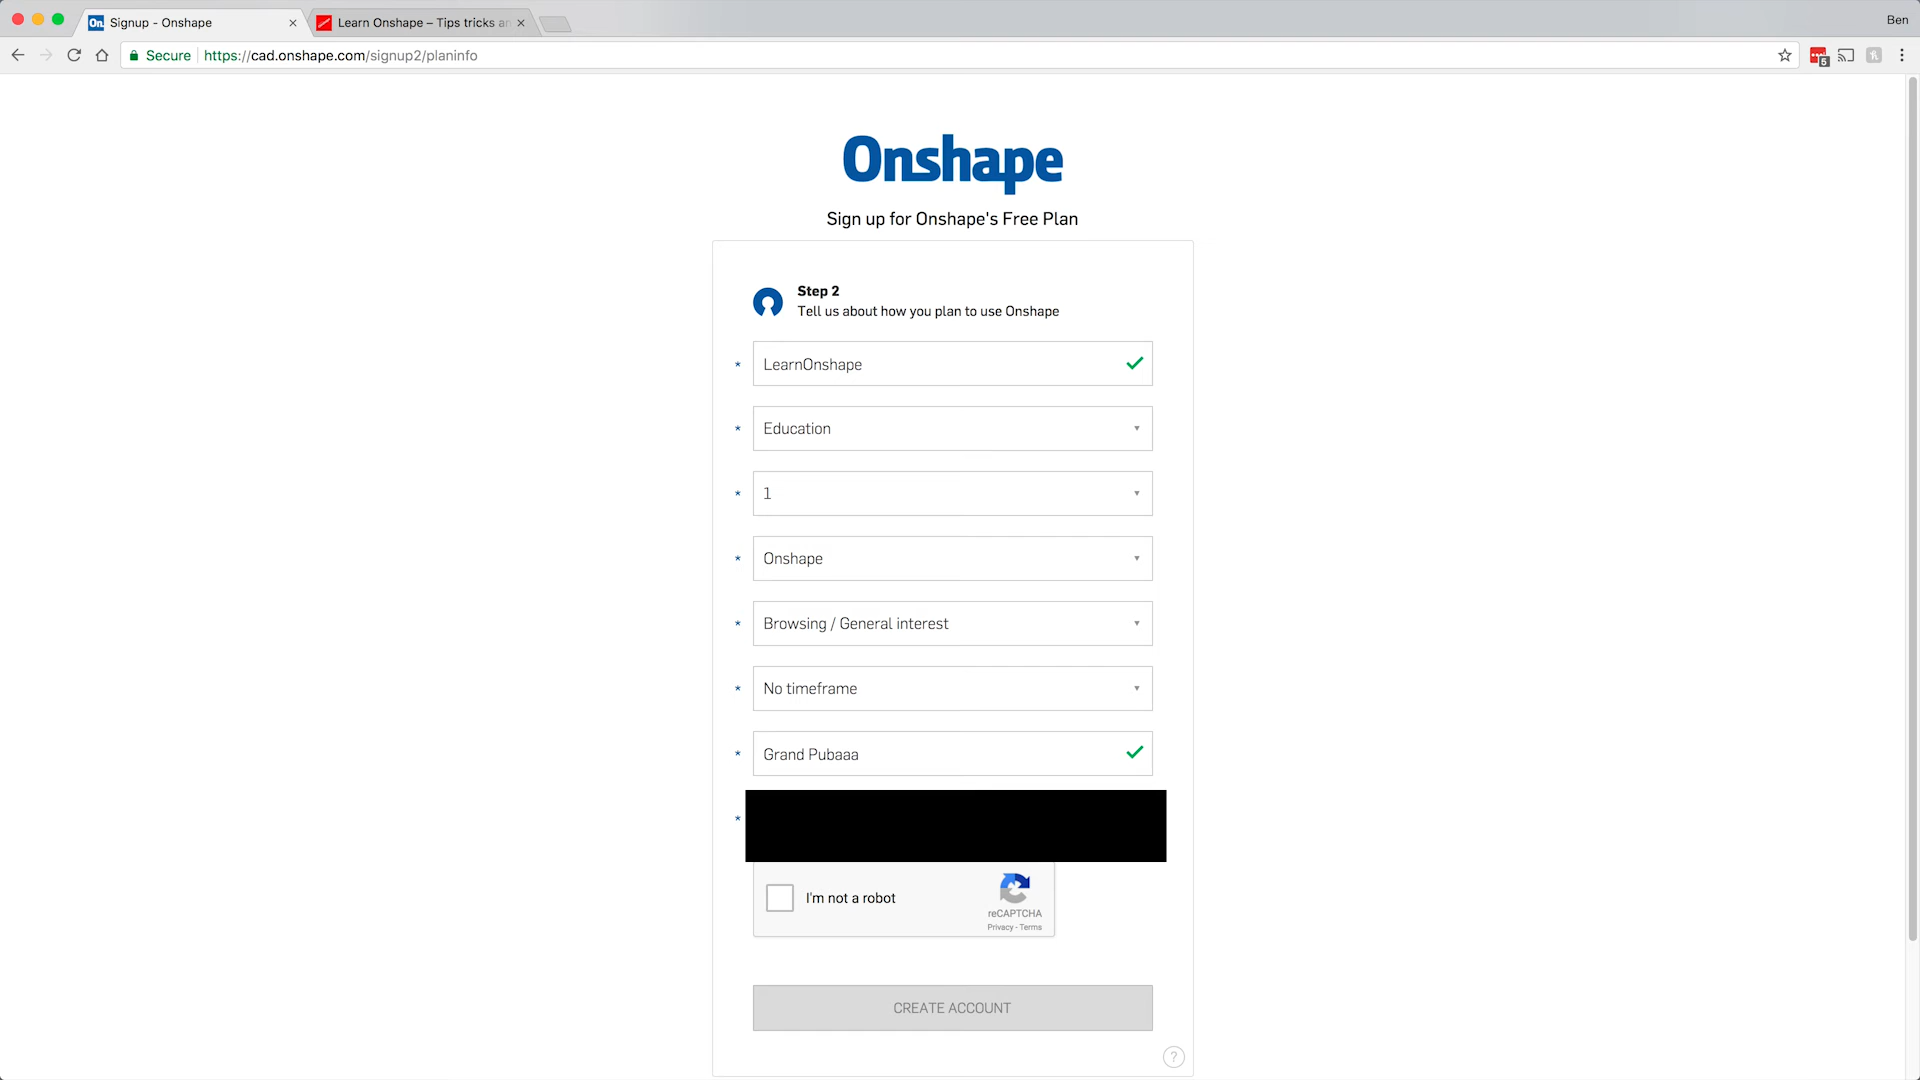 On. Signup - Onshape
Learn Onshape – Tips tricks an
Ben
Secure
https://cad.onshape.com/signup2/planinfo
5
Onshape
Sign up for Onshape's Free Plan
Step 2
Tell us about how you plan to use Onshape
* LearnOnshape
* Education
* 1
* Onshape
* Browsing / General interest
* No timeframe
* Grand Pubaaa
*
I'm not a robot
reCAPTCHA
Privacy - Terms
CREATE ACCOUNT
?